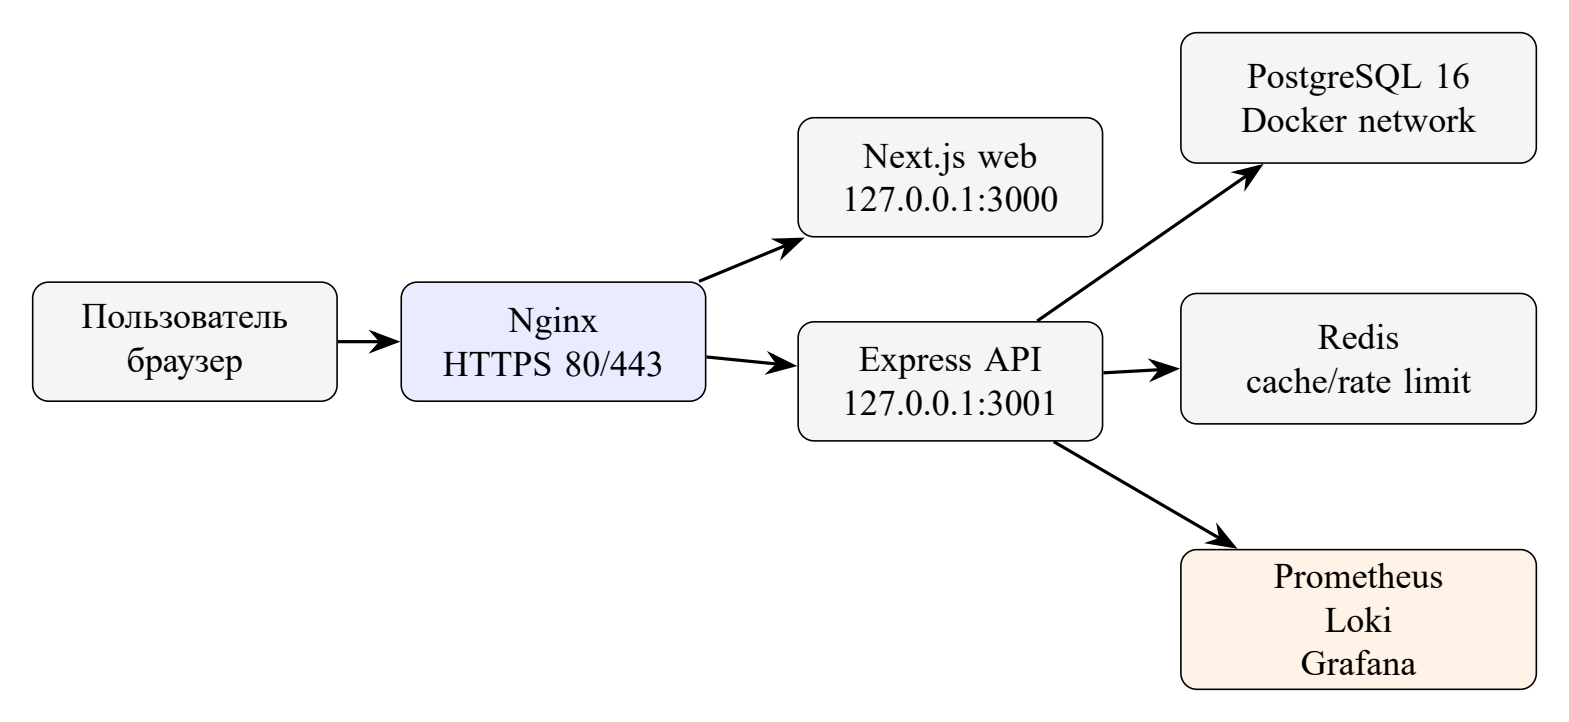 Пользователь
браузер
Nginx
HTTPS 80/443
Next.js web
127.0.0.1:3000
Express API
127.0.0.1:3001
PostgreSQL 16
Docker network
Redis
cache/rate limit
Prometheus
Loki
Grafana